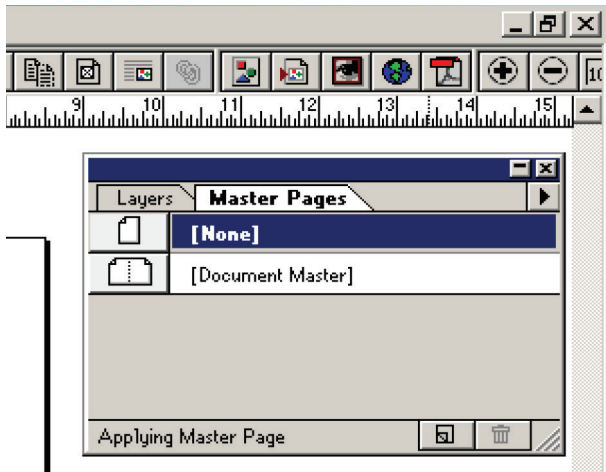 9 10 11 12 13 14 15
Layers Master Pages
[None]
[Document Master]
Applying Master Page